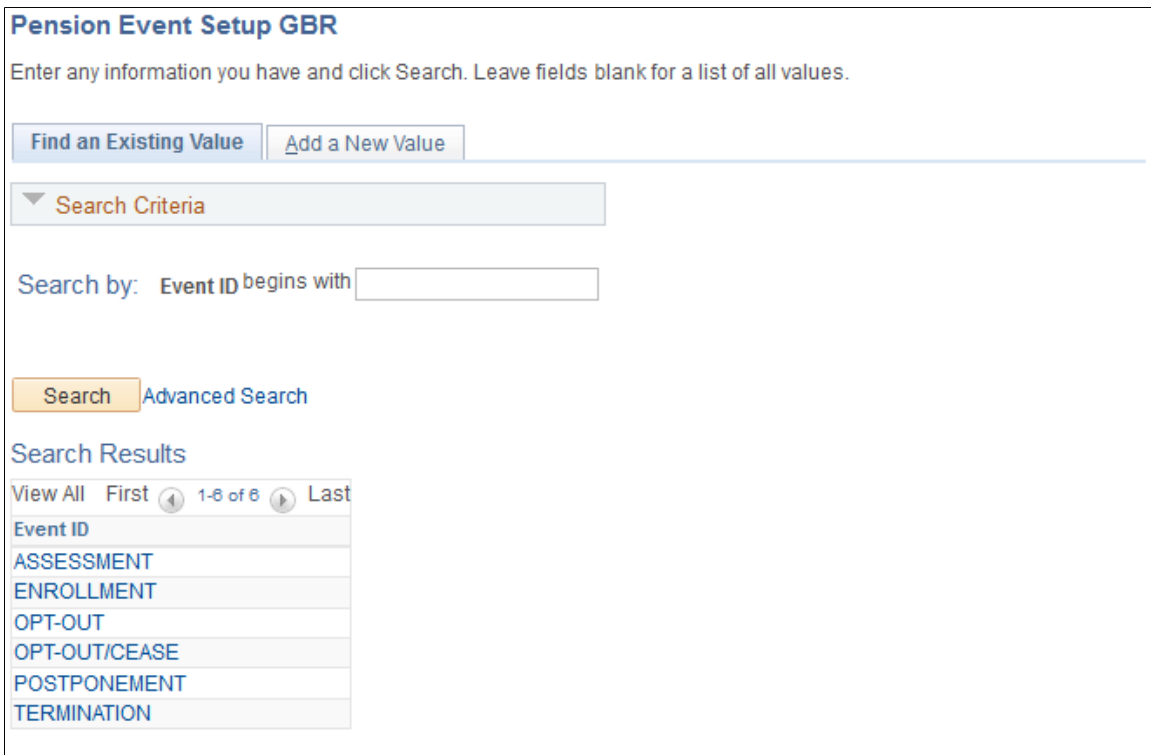 Pension Event Setup GBR
Enter any information you have and click Search. Leave fields blank for a list of all values.
Find an Existing Value Add a New Value
Search Criteria
Search by: Event ID begins with
Search Advanced Search
Search Results
View All First 1-6 of 6 Last
Event ID
ASSESSMENT
ENROLLMENT
OPT-OUT
OPT-OUT/CEASE
POSTPONEMENT
TERMINATION